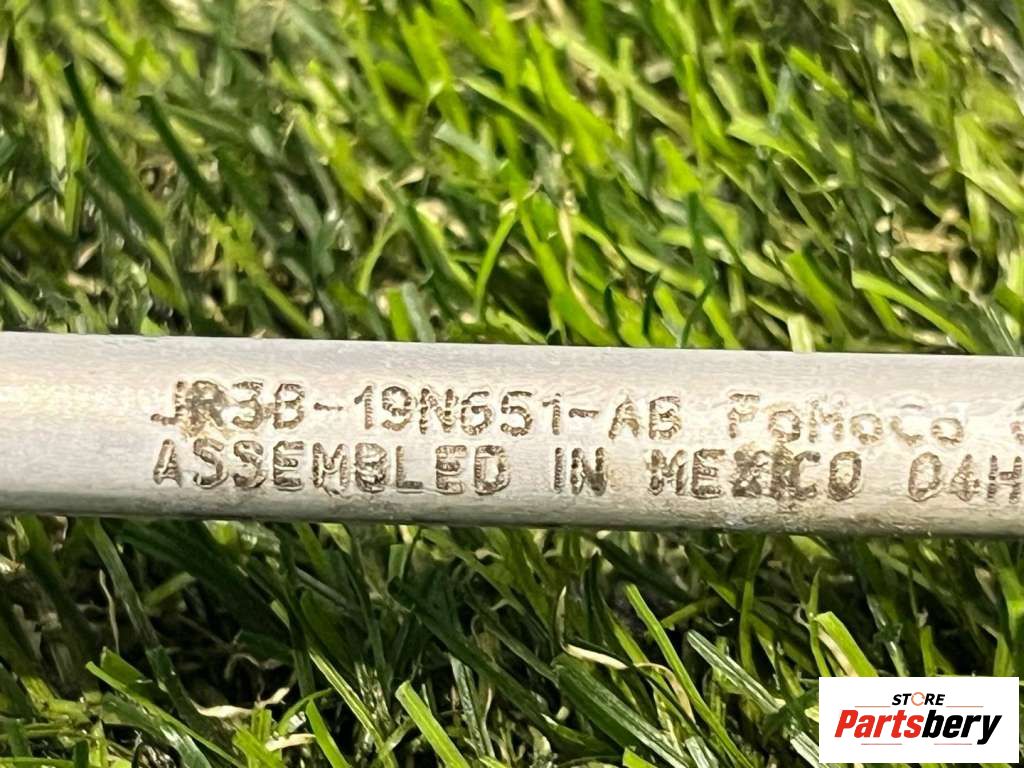 JR3B-19N651-AB FoMoCo
ASSEMBLED IN MEXICO 04H
STORE
Partsbery